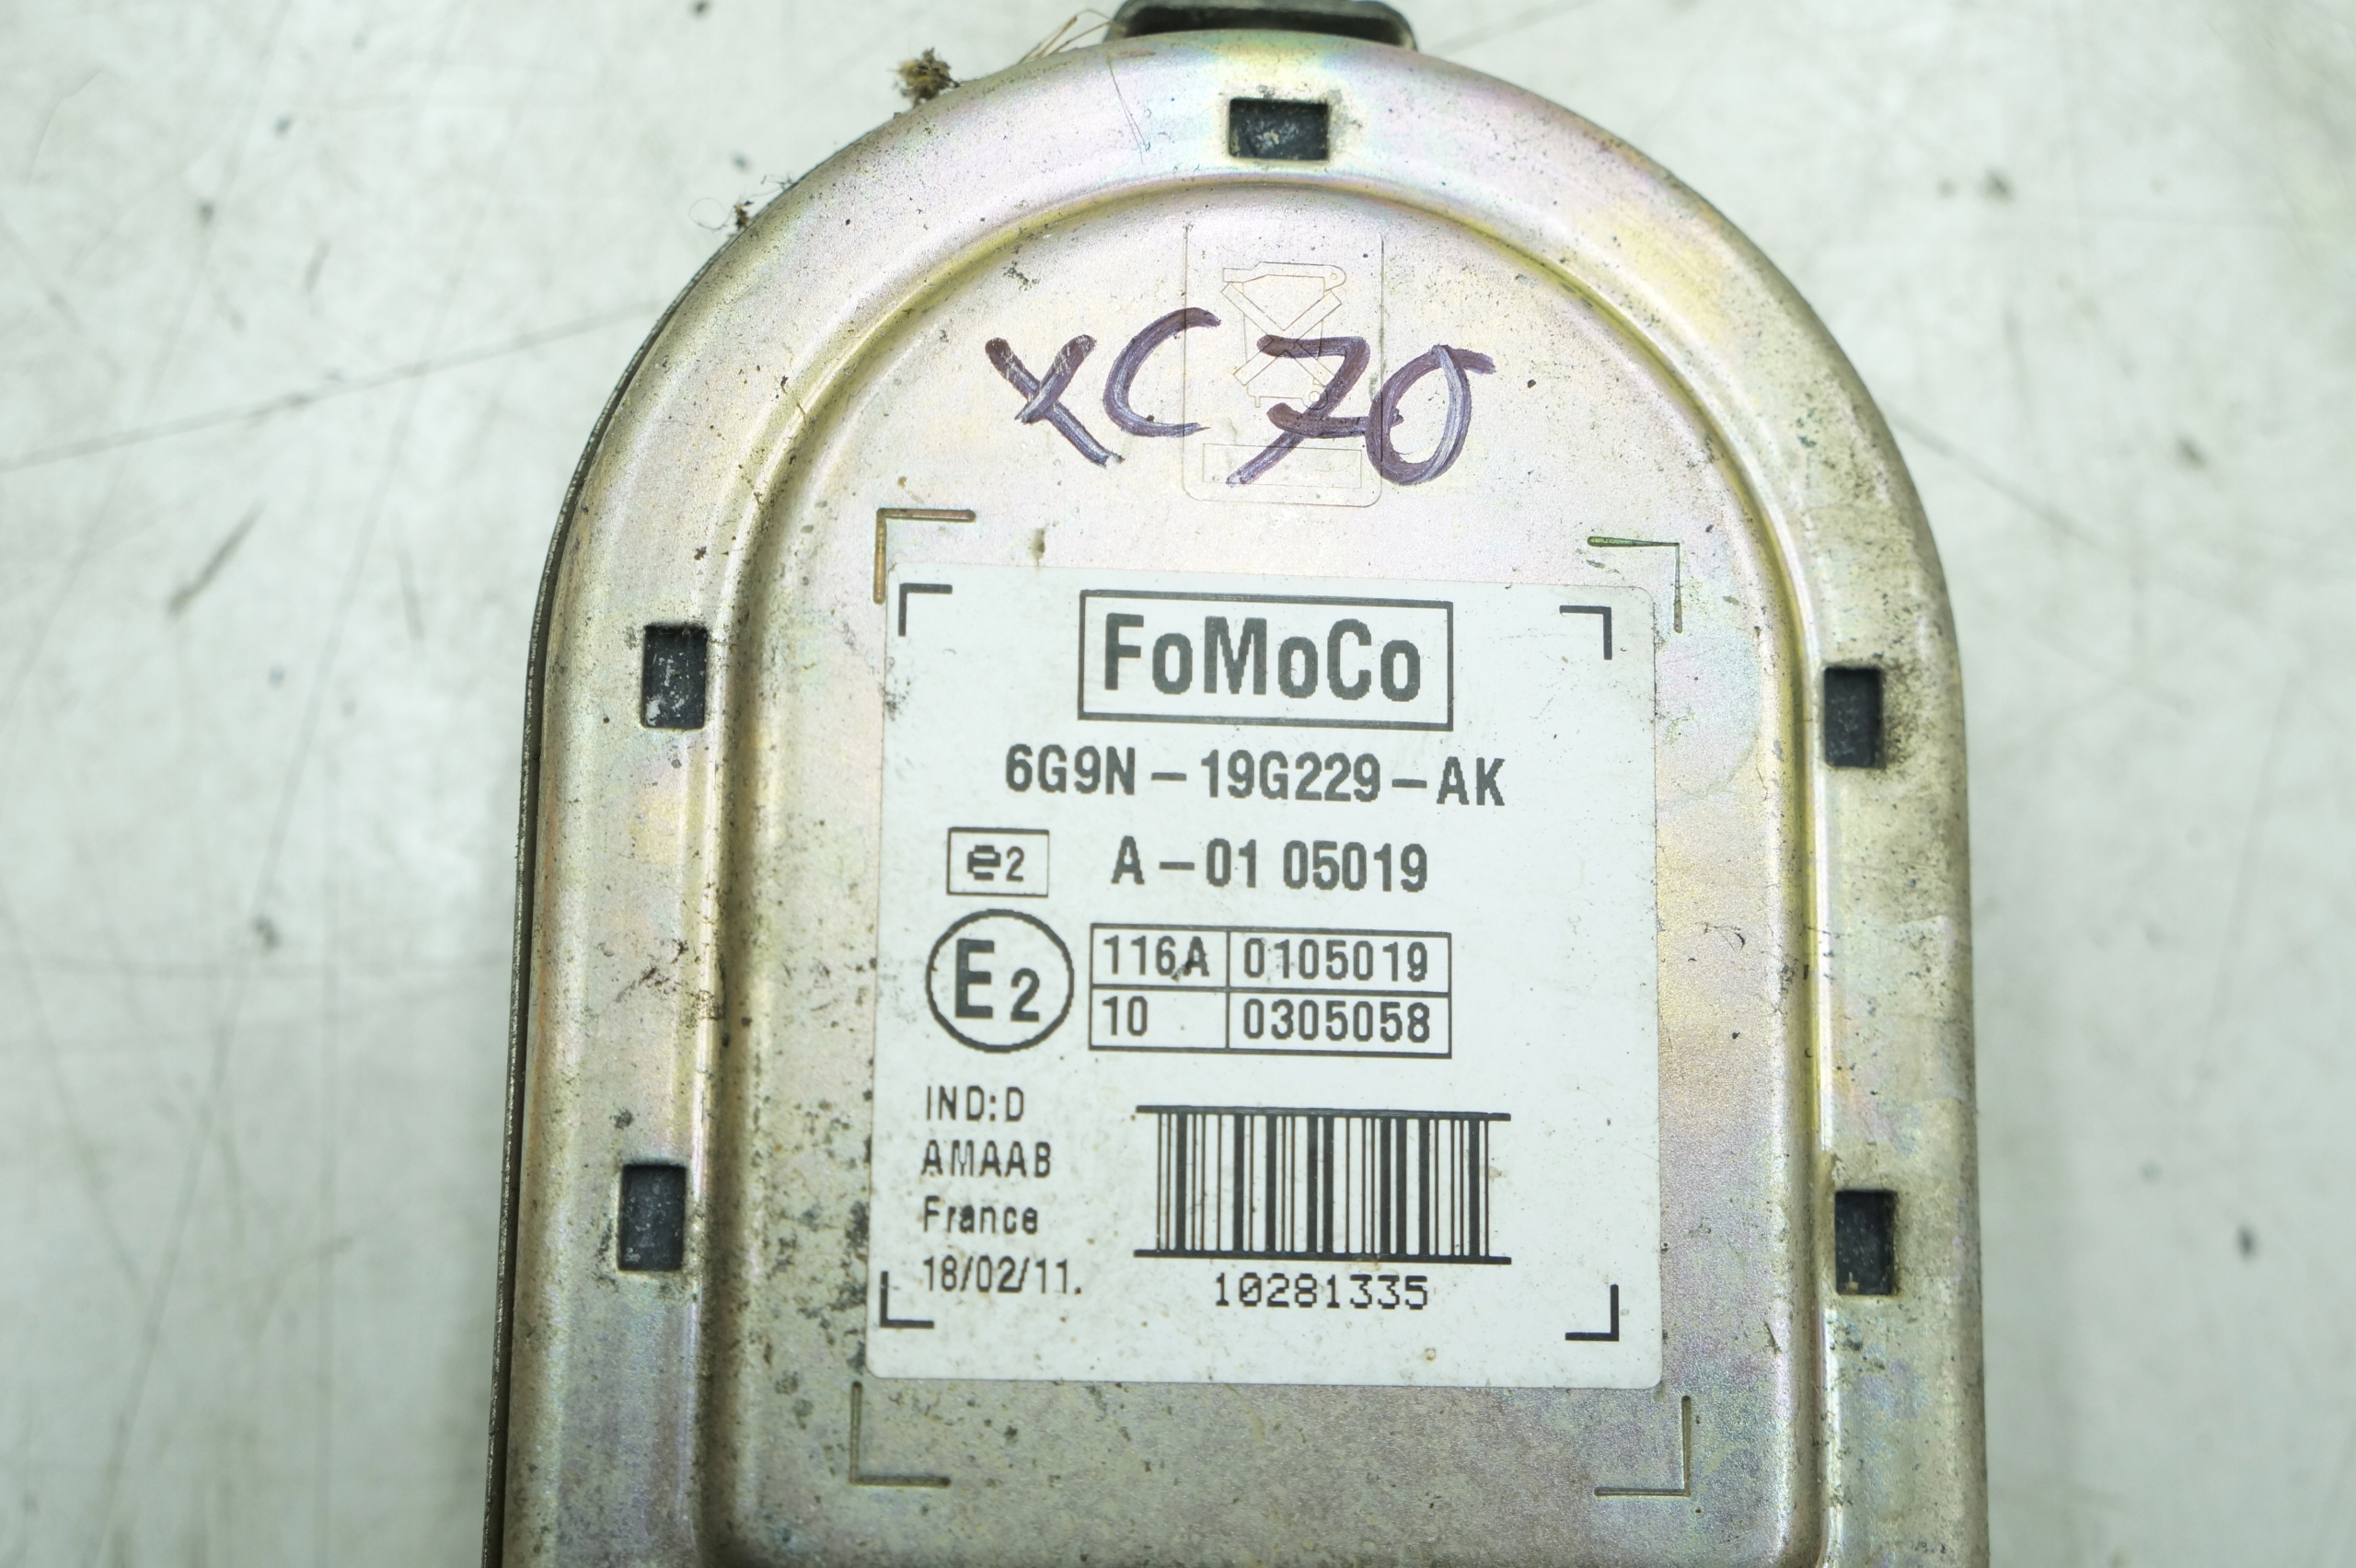 XC70
FoMoCo
6G9N-19G229-AK
e2 A-01 05019
E2 116A 0105019
10 0305058
IND:D
AMAAB
France
18/02/11.
10281335